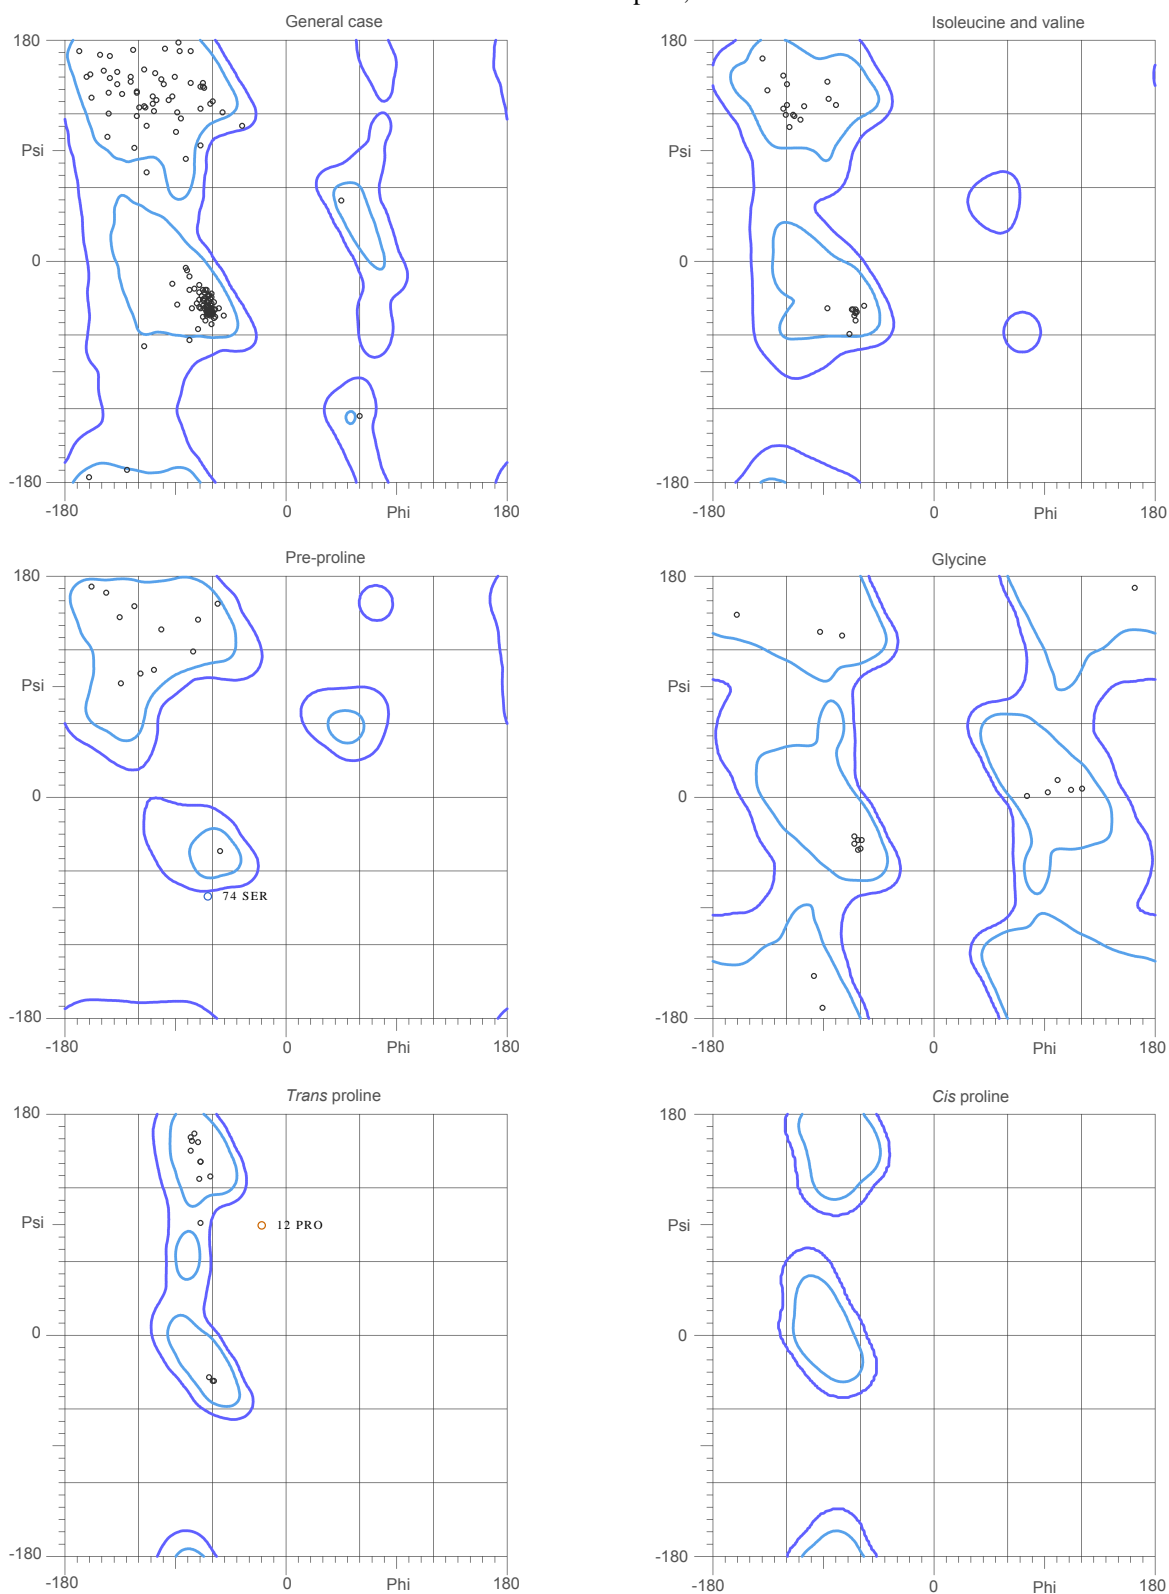 General case
Isoleucine and valine
180
180
Psi
Psi
0
0
-180
-180
-180
0
Phi
180
-180
0
Phi
180
Pre-proline
Glycine
180
180
Psi
Psi
0
0
74 SER
-180
-180
-180
0
Phi
180
-180
0
Phi
180
Trans proline
Cis proline
180
180
Psi
12 PRO
Psi
0
0
-180
-180
-180
0
Phi
180
-180
0
Phi
180